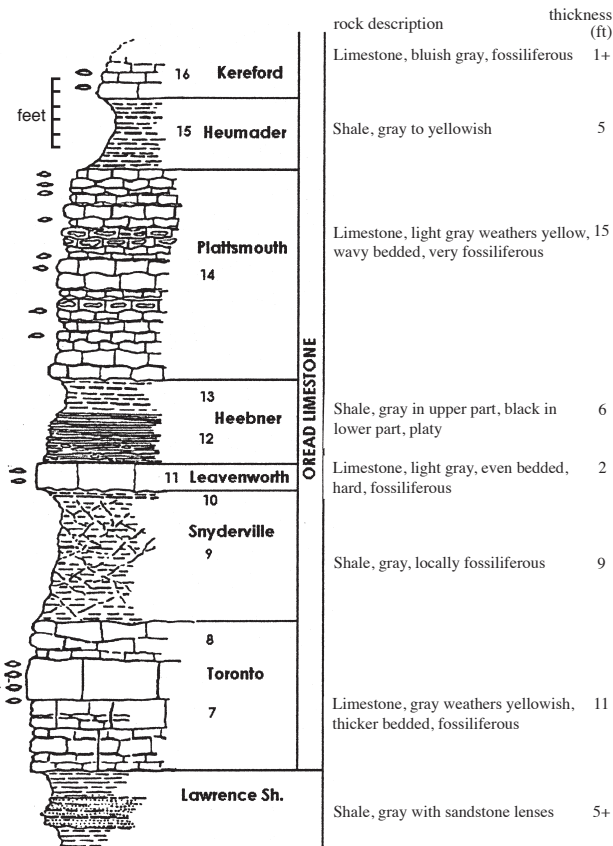 rock description
thickness
(ft)
16 Kereford
Limestone, bluish gray, fossiliferous 1+
feet
15 Heumader
Shale, gray to yellowish 5
Plattsmouth
14
Limestone, light gray weathers yellow, 15
wavy bedded, very fossiliferous
OREAD LIMESTONE
13
Heebner
12
Shale, gray in upper part, black in 6
lower part, platy
11 Leavenworth
Limestone, light gray, even bedded, 2
hard, fossiliferous
10
Snyderville
9
Shale, gray, locally fossiliferous 9
8
Toronto
7
Limestone, gray weathers yellowish, 11
thicker bedded, fossiliferous
Lawrence Sh.
Shale, gray with sandstone lenses 5+